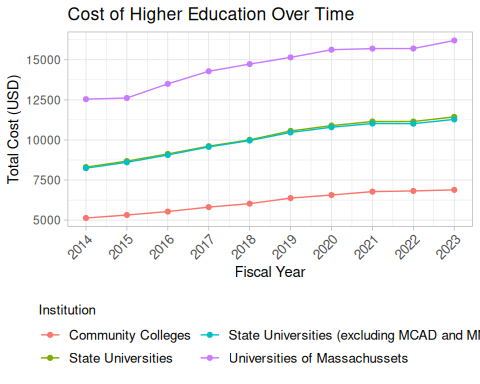 Cost of Higher Education Over Time
Total Cost (USD)
15000
12500
10000
7500
5000
2014 2015 2016 2017 2018 2019 2020 2021 2022 2023
Fiscal Year
Institution
Community Colleges State Universities (excluding MCAD and
State Universities Universities of Massachussets